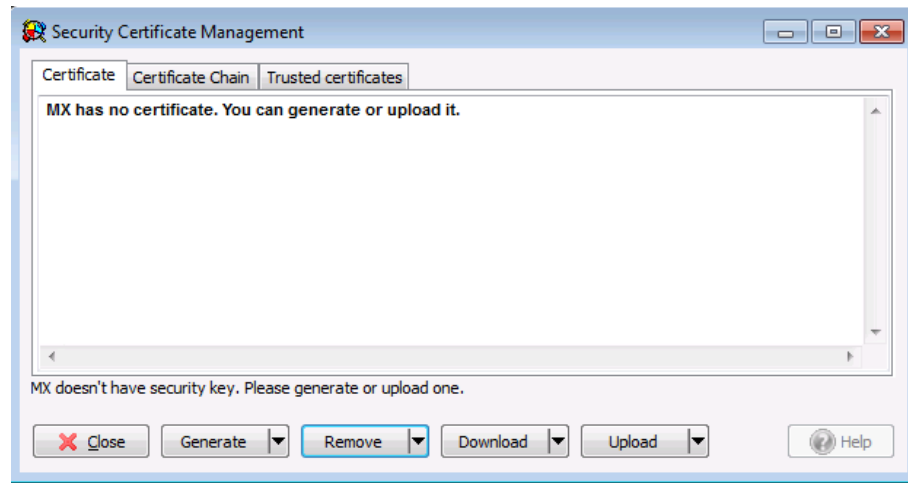 Security Certificate Management
Certificate Certificate Chain Trusted certificates
MX has no certificate. You can generate or upload it.
MX doesn't have security key. Please generate or upload one.
Close Generate Remove Download Upload Help